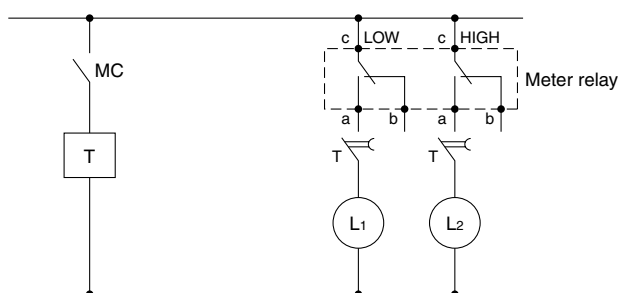 c LOW c HIGH
MC
Meter relay
a b a b
T T T
L1 L2